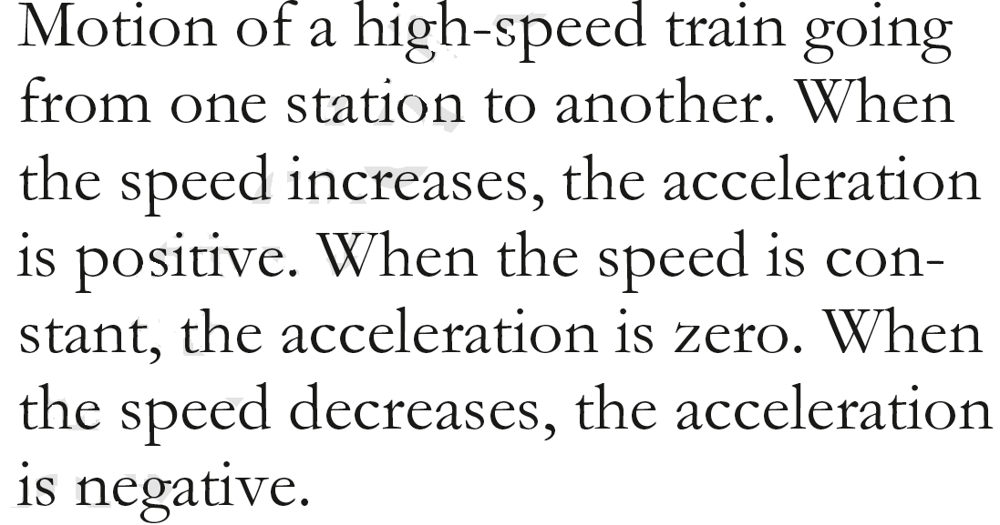 Motion of a high-speed train going
from one station to another. When
the speed increases, the acceleration
is positive. When the speed is con-
stant, the acceleration is zero. When
the speed decreases, the acceleration
is negative.